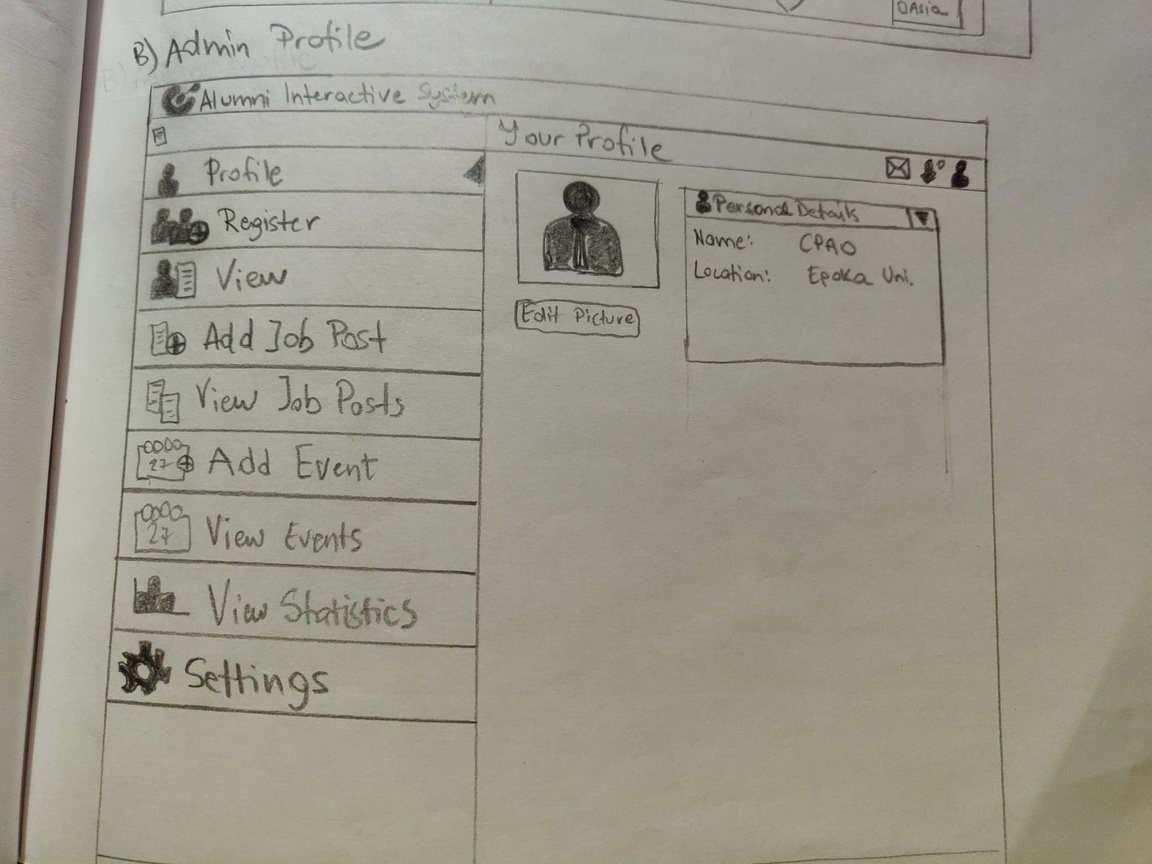 OAsia
B) Admin Profile
Alumni Interactive System
Your Profile
Profile
Register
View
Add Job Post
View Job Posts
27 Add Event
27 View Events
View Statistics
Settings
Edit Picture
Personal Details
Name: CPAO
Location: Epoka Uni.